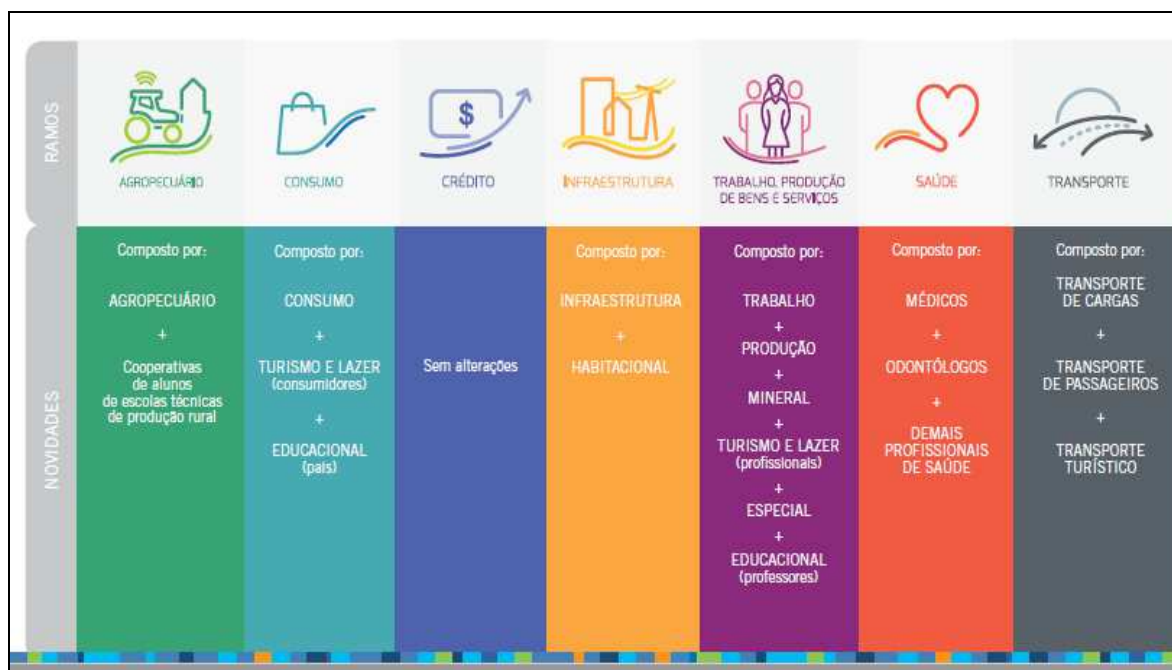 RAMOS
AGROPECUÁRIO
CONSUMO
$
CRÉDITO
INFRAESTRUTURA
TRABALHO, PRODUÇÃO
DE BENS E SERVIÇOS
SAÚDE
TRANSPORTE
NOVIDADES
Composto por:
AGROPECUÁRIO
+
Cooperativas
de alunos
de escolas técnicas
de produção rural
Composto por:
CONSUMO
+
TURISMO E LAZER
(consumidores)
+
EDUCACIONAL
(pais)
Sem alterações
Composto por:
INFRAESTRUTURA
+
HABITACIONAL
Composto por:
TRABALHO
+
PRODUÇÃO
+
MINERAL
+
TURISMO E LAZER
(profissionais)
+
ESPECIAL
+
EDUCACIONAL
(professores)
Composto por:
MÉDICOS
+
ODONTÓLOGOS
+
DEMAIS
PROFISSIONAIS
DE SAÚDE
Composto por:
TRANSPORTE
DE CARGAS
+
TRANSPORTE
DE PASSAGEIROS
+
TRANSPORTE
TURÍSTICO